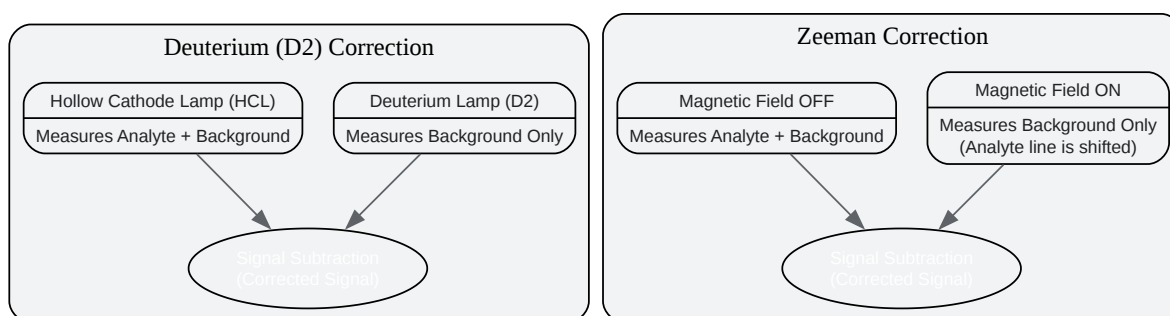 Deuterium (D2) Correction
Hollow Cathode Lamp (HCL)
Measures Analyte + Background
Deuterium Lamp (D2)
Measures Background Only
Signal Subtraction
(Corrected Signal)
Zeeman Correction
Magnetic Field OFF
Measures Analyte + Background
Magnetic Field ON
Measures Background Only
(Analyte line is shifted)
Signal Subtraction
(Corrected Signal)